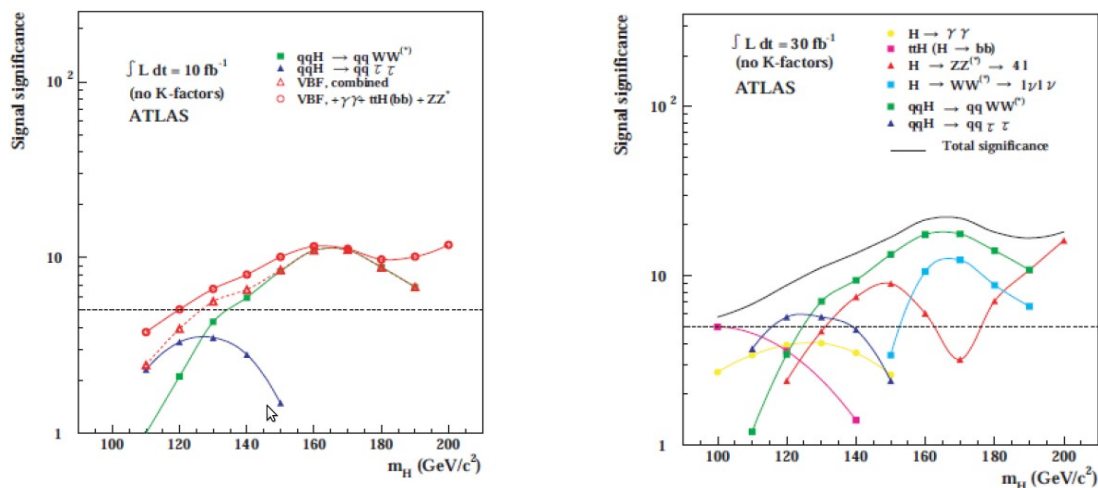 Signal significance
∫ L dt = 10 fb⁻¹
(no K-factors)
ATLAS
qqH → qq WW⁽*⁾
qqH → qq τ τ
VBF, combined
VBF, +γγ+ ttH(bb) + ZZ*
10²
10
1
100 120 140 160 180 200
m_H (GeV/c²)
Signal significance
∫ L dt = 30 fb⁻¹
(no K-factors)
ATLAS
H → γ γ
ttH (H → bb)
H → ZZ⁽*⁾ → 4 l
H → WW⁽*⁾ → lνlν
qqH → qq WW⁽*⁾
qqH → qq τ τ
Total significance
10²
10
1
100 120 140 160 180 200
m_H (GeV/c²)